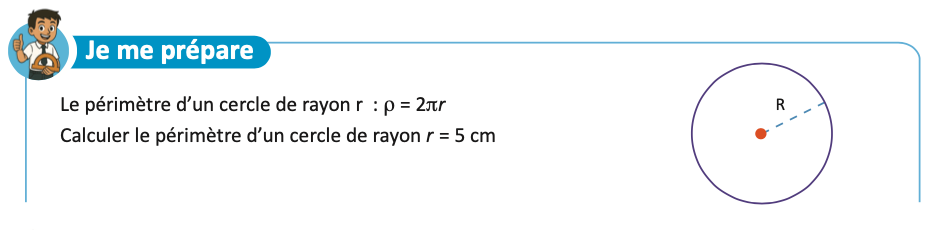 Je me prépare
Le périmètre d’un cercle de rayon r : ρ = 2πr
Calculer le périmètre d’un cercle de rayon r = 5 cm
R